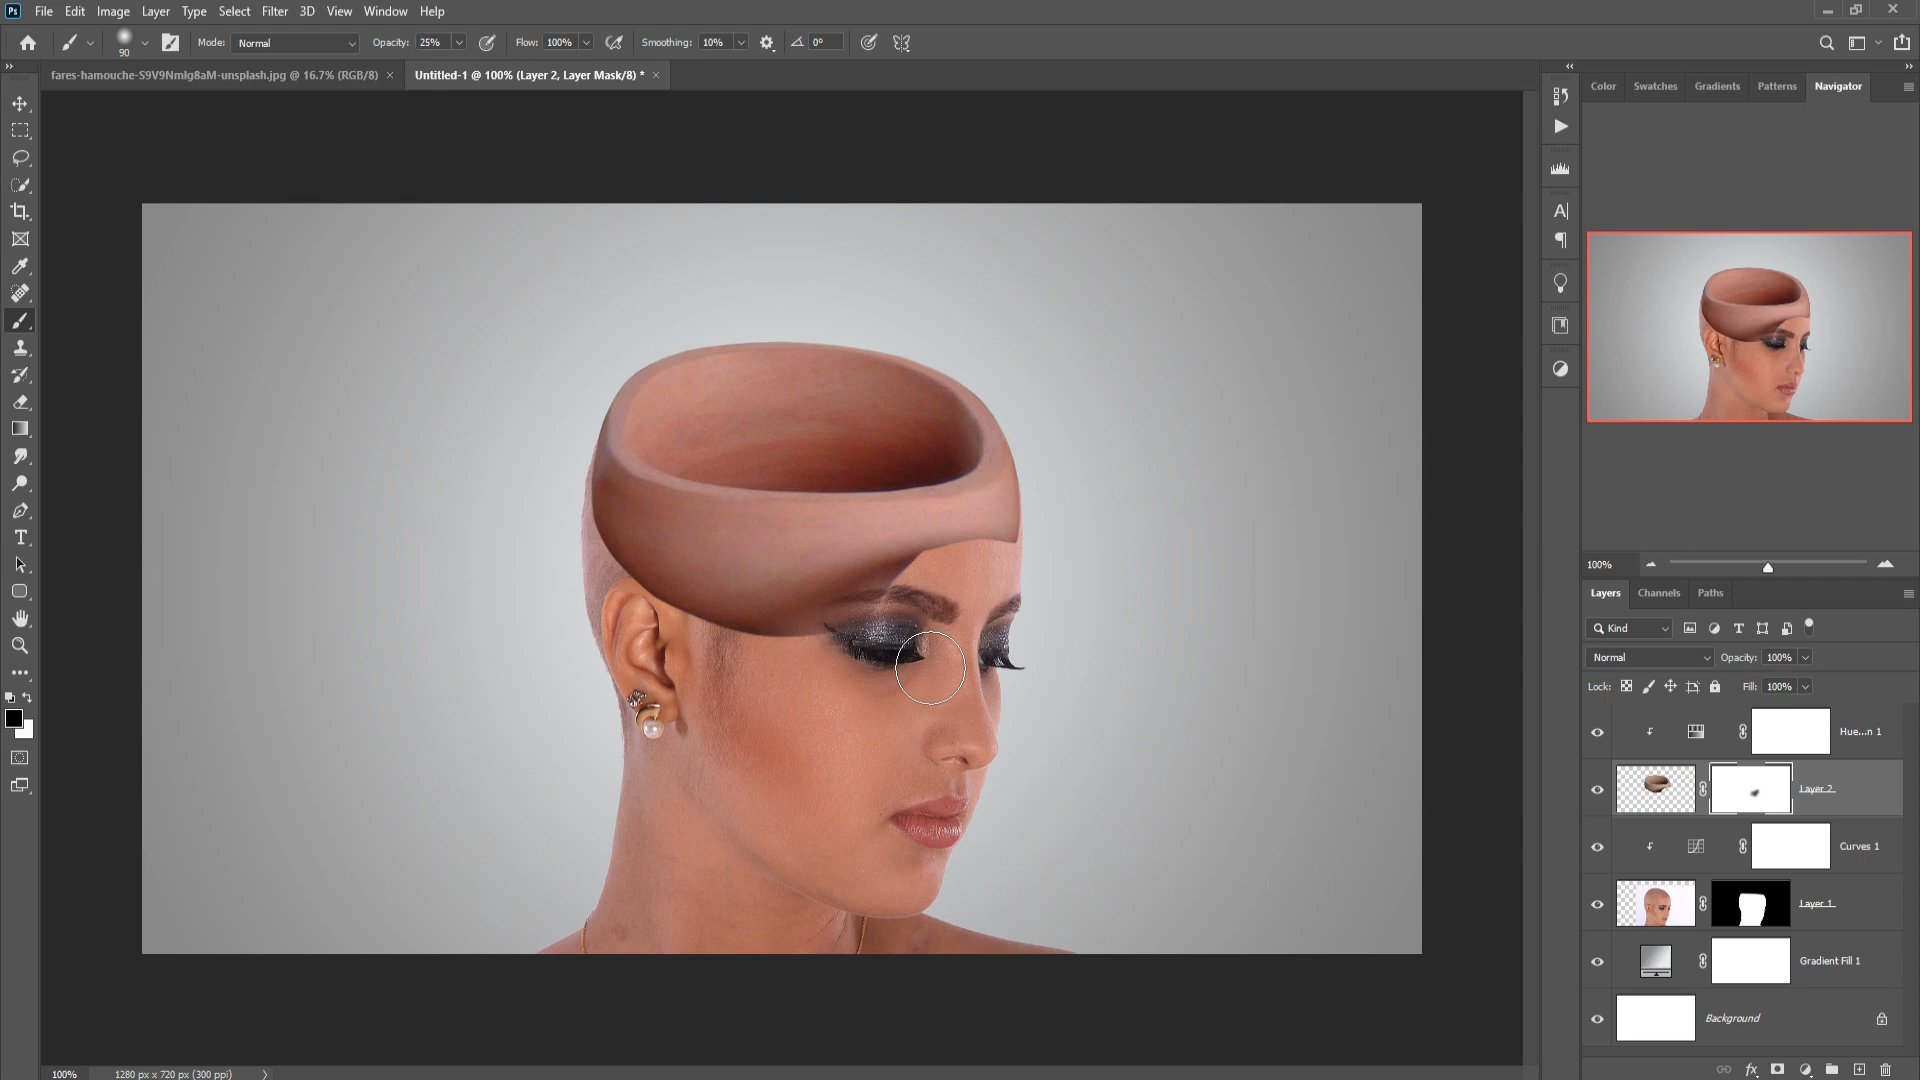 Ps File Edit Image Layer Type Select Filter 3D View Window Help
90 Mode: Normal Opacity: 25% Flow: 100% Smoothing: 10% 0°
fares-hamouche-S9V9Nmlg8aM-unsplash.jpg @ 16.7% (RGB/8) × Untitled-1 @ 100% (Layer 2, Layer Mask/8) * ×
Color Swatches Gradients Patterns Navigator
100%
Layers Channels Paths
Kind
Normal Opacity: 100%
Lock: Fill: 100%
Hue...n 1
Layer 2
Curves 1
Layer 1
Gradient Fill 1
Background
fx
100% 1280 px x 720 px (300 ppi)